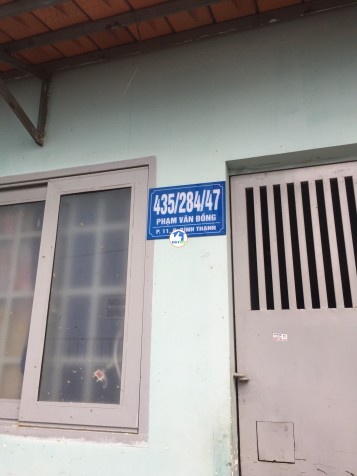 435/284/47
PHẠM VĂN ĐỒNG
P. 11, Q. BÌNH THẠNH